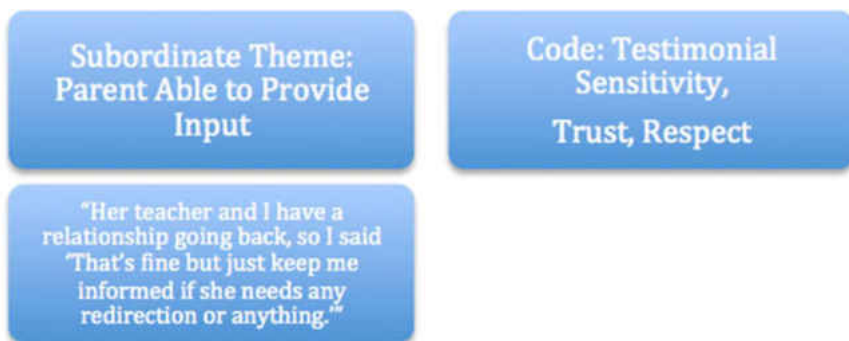 Subordinate Theme:
Parent Able to Provide
Input
Code: Testimonial
Sensitivity,
Trust, Respect
“Her teacher and I have a
relationship going back, so I said
‘That’s fine but just keep me
informed if she needs any
redirection or anything.’”